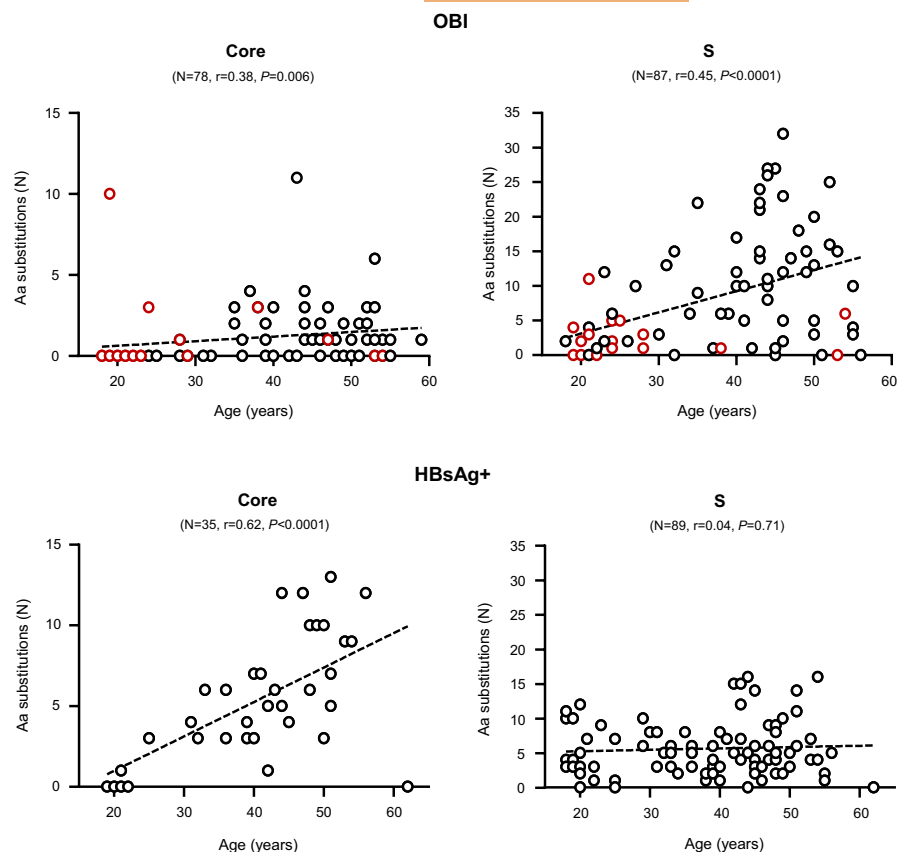 OBI
Core
(N=78, r=0.38, P=0.006)
15
10
5
0
20
30
40
50
60
Aa substitutions (N)
Age (years)
S
(N=87, r=0.45, P<0.0001)
35
30
25
20
15
10
5
0
20
30
40
50
60
Aa substitutions (N)
Age (years)
HBsAg+
Core
(N=35, r=0.62, P<0.0001)
15
10
5
0
20
30
40
50
60
Aa substitutions (N)
Age (years)
S
(N=89, r=0.04, P=0.71)
35
30
25
20
15
10
5
0
20
30
40
50
60
Aa substitutions (N)
Age (years)